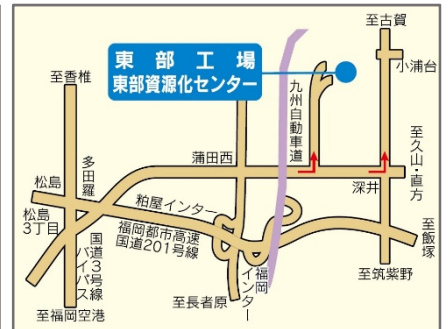 至古賀
東部工場
東部資源化センター
小浦台
至香椎
九州自動車道
至久山・直方
多田羅
蒲田西
松島
深井
松島
3丁目
粕屋インター
福岡都市高速
国道201号線
至飯塚
国道3号線
バイパス
福岡
インター
至筑紫野
至長者原
至福岡空港